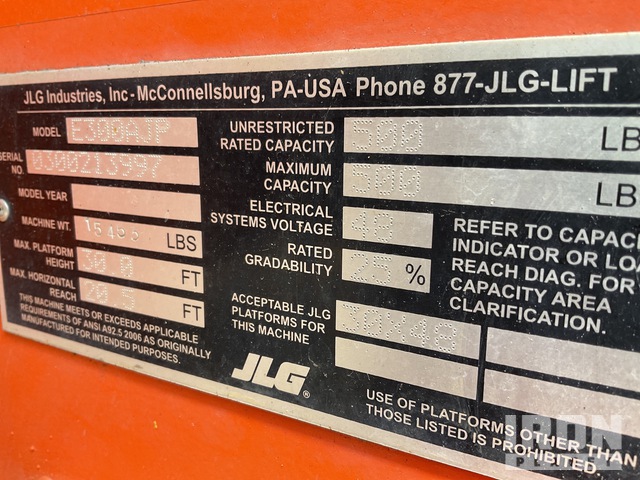 JLG Industries, Inc - McConnellsburg, PA-USA Phone 877-JLG-LIFT
MODEL E300AJP
SERIAL NO. 0300213997
MODEL YEAR
MACHINE WT. LBS
MAX. PLATFORM HEIGHT 30.0 FT
MAX. HORIZONTAL REACH 20.5 FT
THIS MACHINE MEETS OR EXCEEDS APPLICABLE
REQUIREMENTS OF ANSI A92.5 2006 AS ORIGINALLY
MANUFACTURED FOR INTENDED PURPOSES.
UNRESTRICTED
RATED CAPACITY 500 LB
MAXIMUM
CAPACITY 500 LB
ELECTRICAL
SYSTEMS VOLTAGE 48
RATED
GRADABILITY 25 %
REFER TO CAPAC
INDICATOR OR LOA
REACH DIAG. FOR
CAPACITY AREA
CLARIFICATION.
ACCEPTABLE JLG
PLATFORMS FOR
THIS MACHINE
30X48
JLG®
USE OF PLATFORMS OTHER THAN
THOSE LISTED IS PROHIBITED.
IRON
PLANET